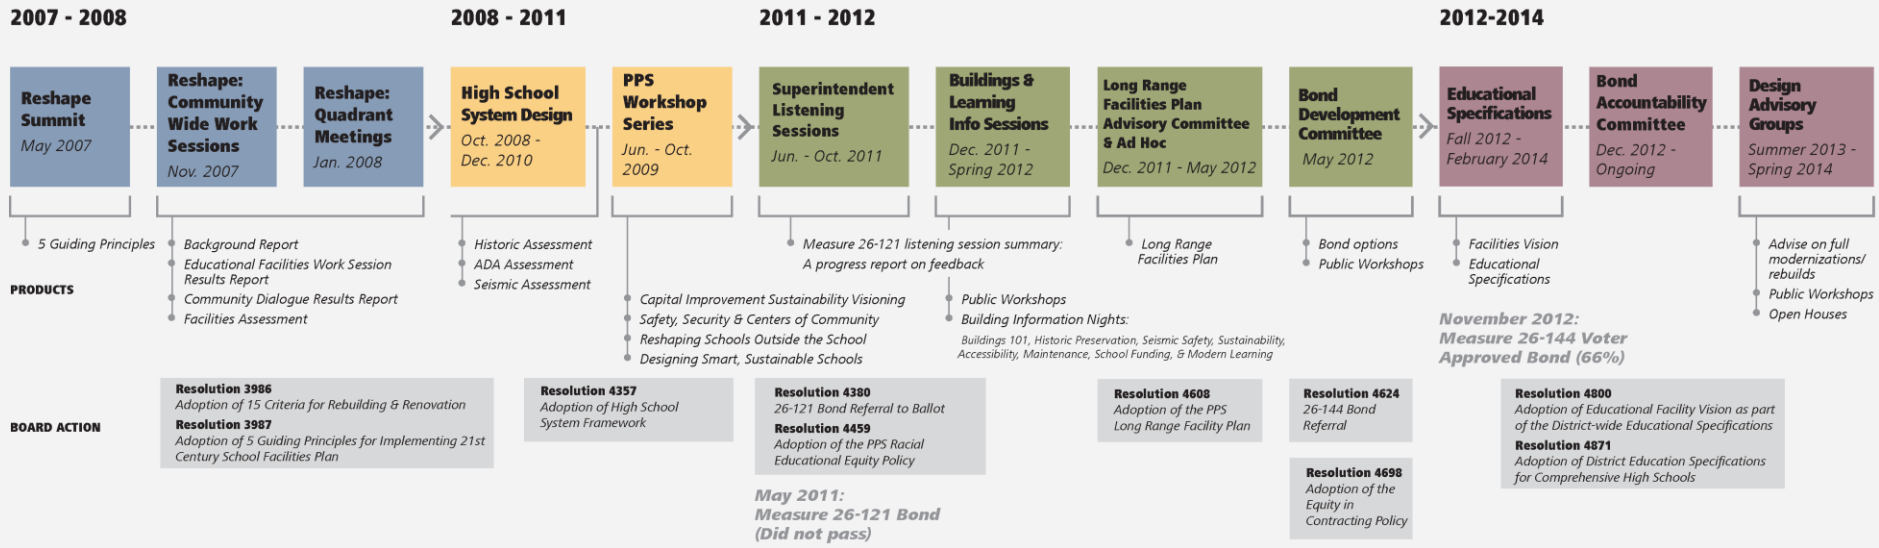 2007 - 2008
2008 - 2011
2011 - 2012
2012-2014
Reshape
Summit
May 2007
Reshape:
Community
Wide Work
Sessions
Nov. 2007
Reshape:
Quadrant
Meetings
Jan. 2008
High School
System Design
Oct. 2008 -
Dec. 2010
PPS
Workshop
Series
Jun. - Oct.
2009
Superintendent
Listening
Sessions
Jun. - Oct. 2011
Buildings &
Learning
Info Sessions
Dec. 2011 -
Spring 2012
Long Range
Facilities Plan
Advisory Committee
& Ad Hoc
Dec. 2011 - May 2012
Bond
Development
Committee
May 2012
Educational
Specifications
Fall 2012 -
February 2014
Bond
Accountability
Committee
Dec. 2012 -
Ongoing
Design
Advisory
Groups
Summer 2013 -
Spring 2014
PRODUCTS
5 Guiding Principles
Background Report
Educational Facilities Work Session
Results Report
Community Dialogue Results Report
Facilities Assessment
Historic Assessment
ADA Assessment
Seismic Assessment
Capital Improvement Sustainability Visioning
Safety, Security & Centers of Community
Reshaping Schools Outside the School
Designing Smart, Sustainable Schools
Measure 26-121 listening session summary:
A progress report on feedback
Public Workshops
Building Information Nights:
Buildings 101, Historic Preservation, Seismic Safety, Sustainability,
Accessibility, Maintenance, School Funding, & Modern Learning
Long Range
Facilities Plan
Bond options
Public Workshops
Facilities Vision
Educational
Specifications
November 2012:
Measure 26-144 Voter
Approved Bond (66%)
Advise on full
modernizations/
rebuilds
Public Workshops
Open Houses
BOARD ACTION
Resolution 3986
Adoption of 15 Criteria for Rebuilding & Renovation
Resolution 3987
Adoption of 5 Guiding Principles for Implementing 21st
Century School Facilities Plan
Resolution 4357
Adoption of High School
System Framework
Resolution 4380
26-121 Bond Referral to Ballot
Resolution 4459
Adoption of the PPS Racial
Educational Equity Policy
May 2011:
Measure 26-121 Bond
(Did not pass)
Resolution 4608
Adoption of the PPS
Long Range Facility Plan
Resolution 4624
26-144 Bond
Referral
Resolution 4698
Adoption of the
Equity in
Contracting Policy
Resolution 4800
Adoption of Educational Facility Vision as part
of the District-wide Educational Specifications
Resolution 4871
Adoption of District Education Specifications
for Comprehensive High Schools